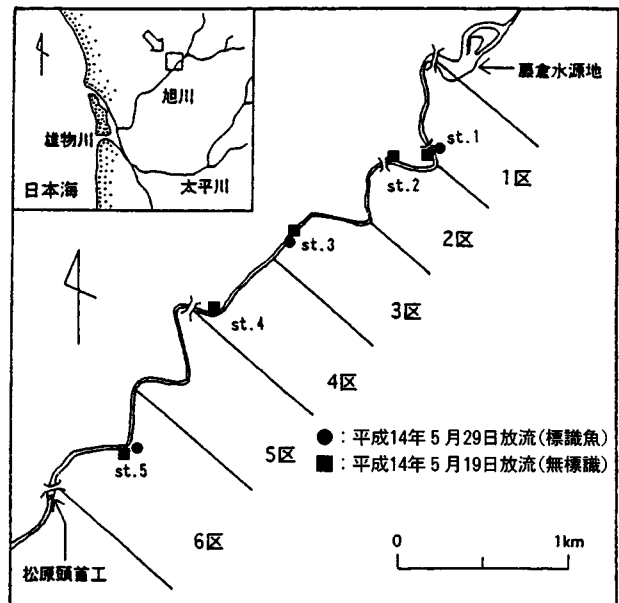 旭川
雄物川
日本海
太平川
藤倉水源地
st.1
1区
st.2
2区
st.3
3区
st.4
4区
●：平成14年5月29日放流(標識魚)
■：平成14年5月19日放流(無標識)
5区
st.5
6区
松原頭首工
0 1km